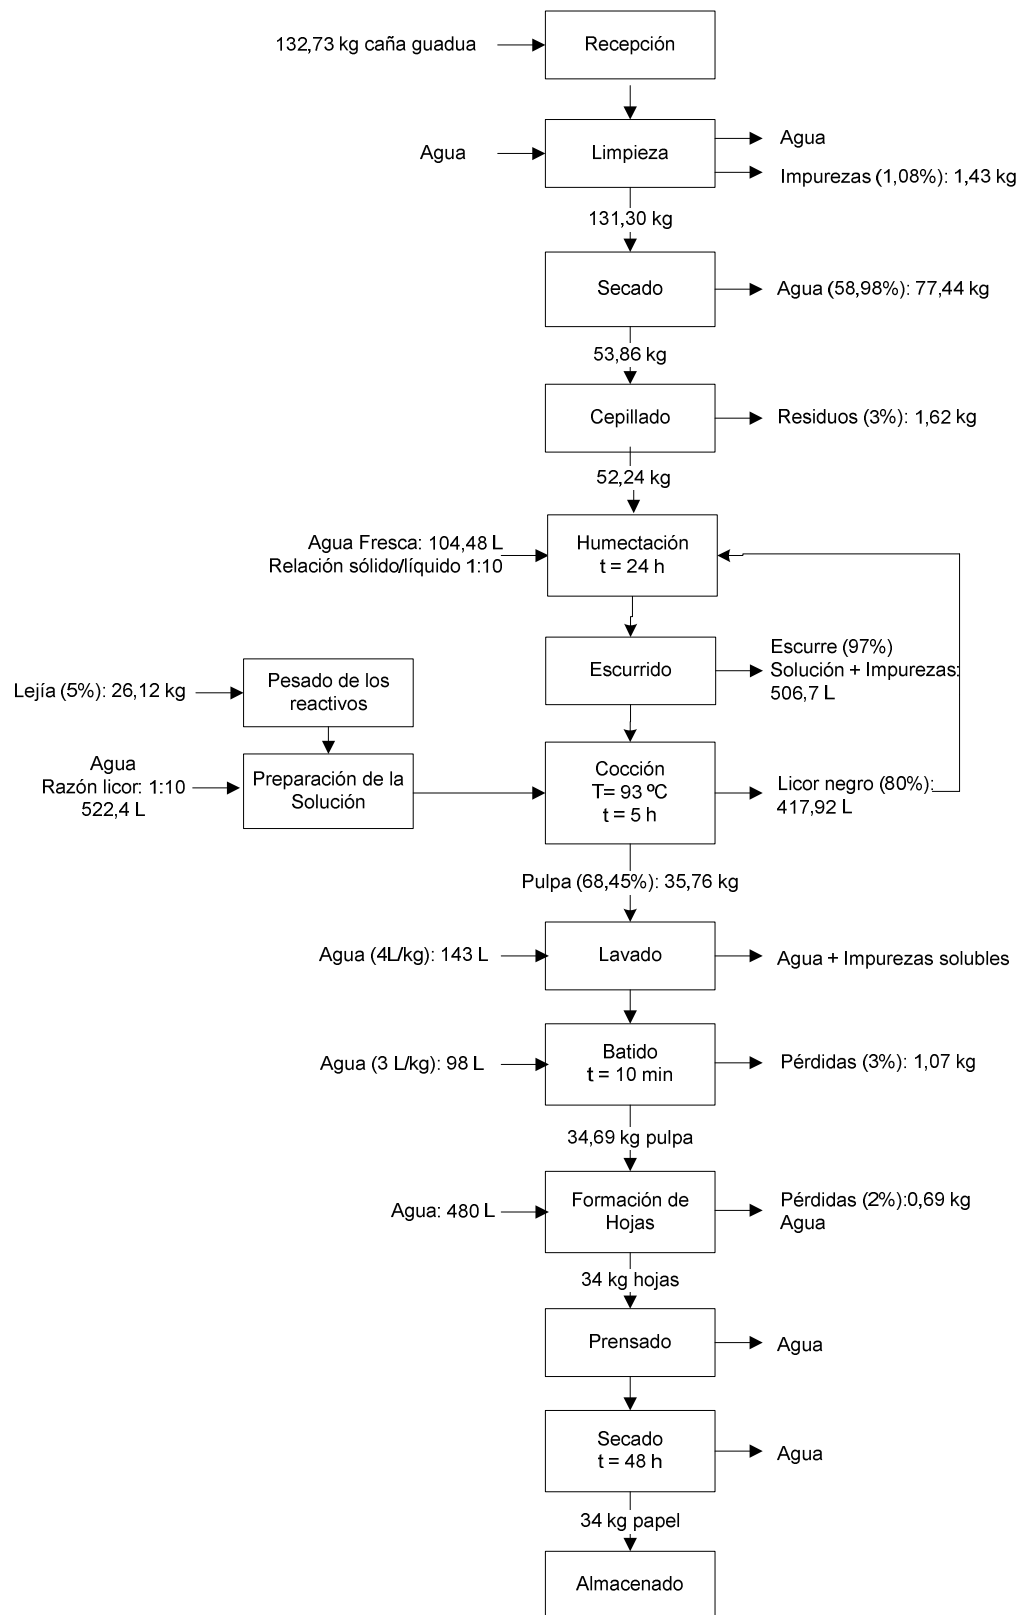 132,73 kg caña guadua
Recepción
Agua
Limpieza
Agua
Impurezas (1,08%): 1,43 kg
131,30 kg
Secado
Agua (58,98%): 77,44 kg
53,86 kg
Cepillado
Residuos (3%): 1,62 kg
52,24 kg
Agua Fresca: 104,48 L
Relación sólido/líquido 1:10
Humectación
t = 24 h
Escurrido
Escurre (97%)
Solución + Impurezas:
506,7 L
Lejía (5%): 26,12 kg
Pesado de los
reactivos
Agua
Razón licor: 1:10
522,4 L
Preparación de la
Solución
Cocción
T= 93 ºC
t = 5 h
Licor negro (80%):
417,92 L
Pulpa (68,45%): 35,76 kg
Agua (4L/kg): 143 L
Lavado
Agua + Impurezas solubles
Agua (3 L/kg): 98 L
Batido
t = 10 min
Pérdidas (3%): 1,07 kg
34,69 kg pulpa
Agua: 480 L
Formación de
Hojas
Pérdidas (2%):0,69 kg
Agua
34 kg hojas
Prensado
Agua
Secado
t = 48 h
Agua
34 kg papel
Almacenado